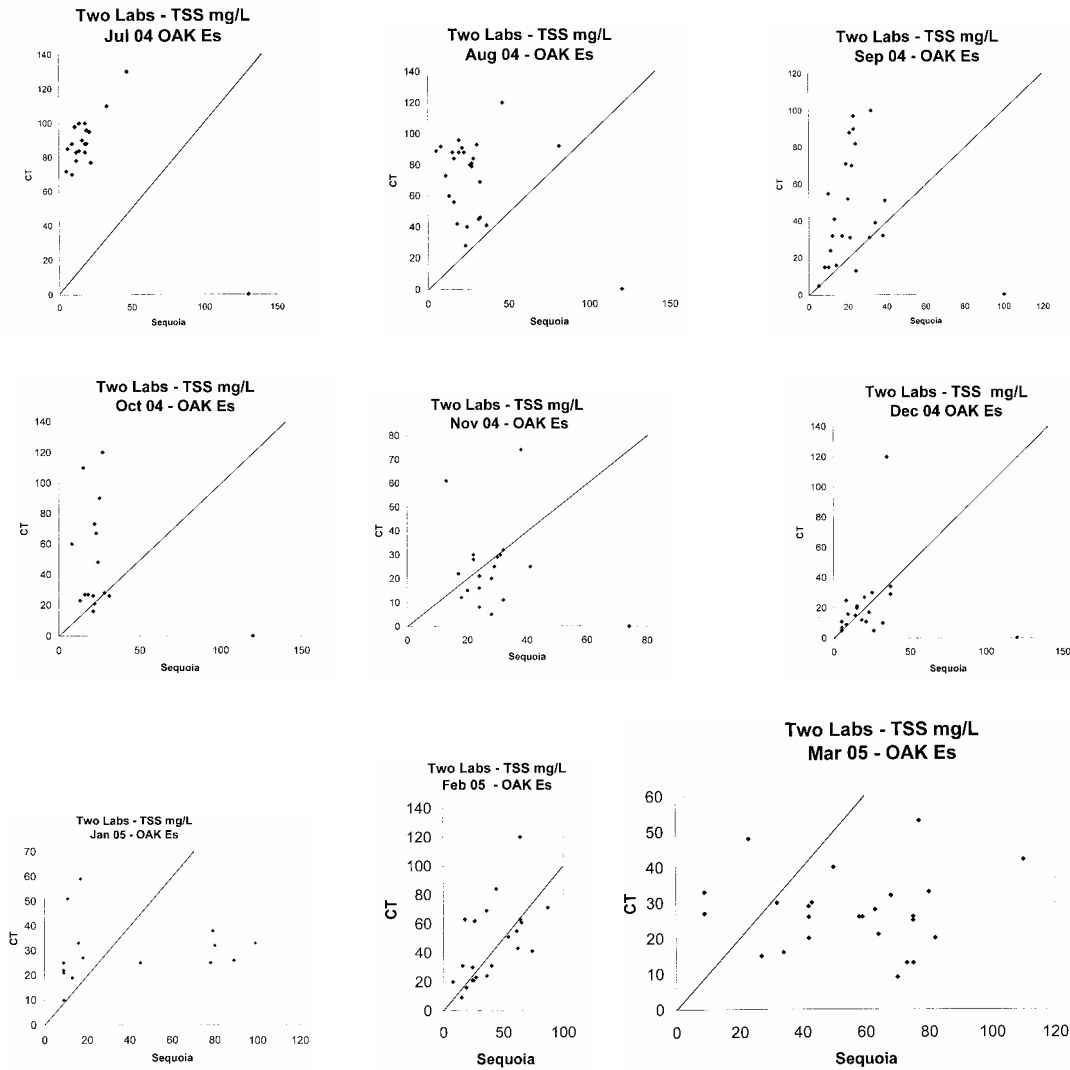 Two Labs - TSS mg/L
Jul 04 OAK Es
140
120
100
80
60
40
20
0
CT
0 50 100 150
Sequoia
Two Labs - TSS mg/L
Aug 04 - OAK Es
140
120
100
80
60
40
20
0
CT
0 50 100 150
Sequoia
Two Labs - TSS mg/L
Sep 04 - OAK Es
120
100
80
60
40
20
0
CT
0 20 40 60 80 100 120
Sequoia
Two Labs - TSS mg/L
Oct 04 - OAK Es
140
120
100
80
60
40
20
0
CT
0 50 100 150
Sequoia
Two Labs - TSS mg/L
Nov 04 - OAK Es
80
70
60
50
40
30
20
10
0
CT
0 20 40 60 80
Sequoia
Two Labs - TSS mg/L
Dec 04 OAK Es
140
120
100
80
60
40
20
0
CT
0 50 100 150
Sequoia
Two Labs - TSS mg/L
Jan 05 - OAK Es
70
60
50
40
30
20
10
0
CT
0 20 40 60 80 100 120
Sequoia
Two Labs - TSS mg/L
Feb 05 - OAK Es
140
120
100
80
60
40
20
0
CT
0 50 100
Sequoia
Two Labs - TSS mg/L
Mar 05 - OAK Es
60
50
40
30
20
10
0
CT
0 20 40 60 80 100 120
Sequoia